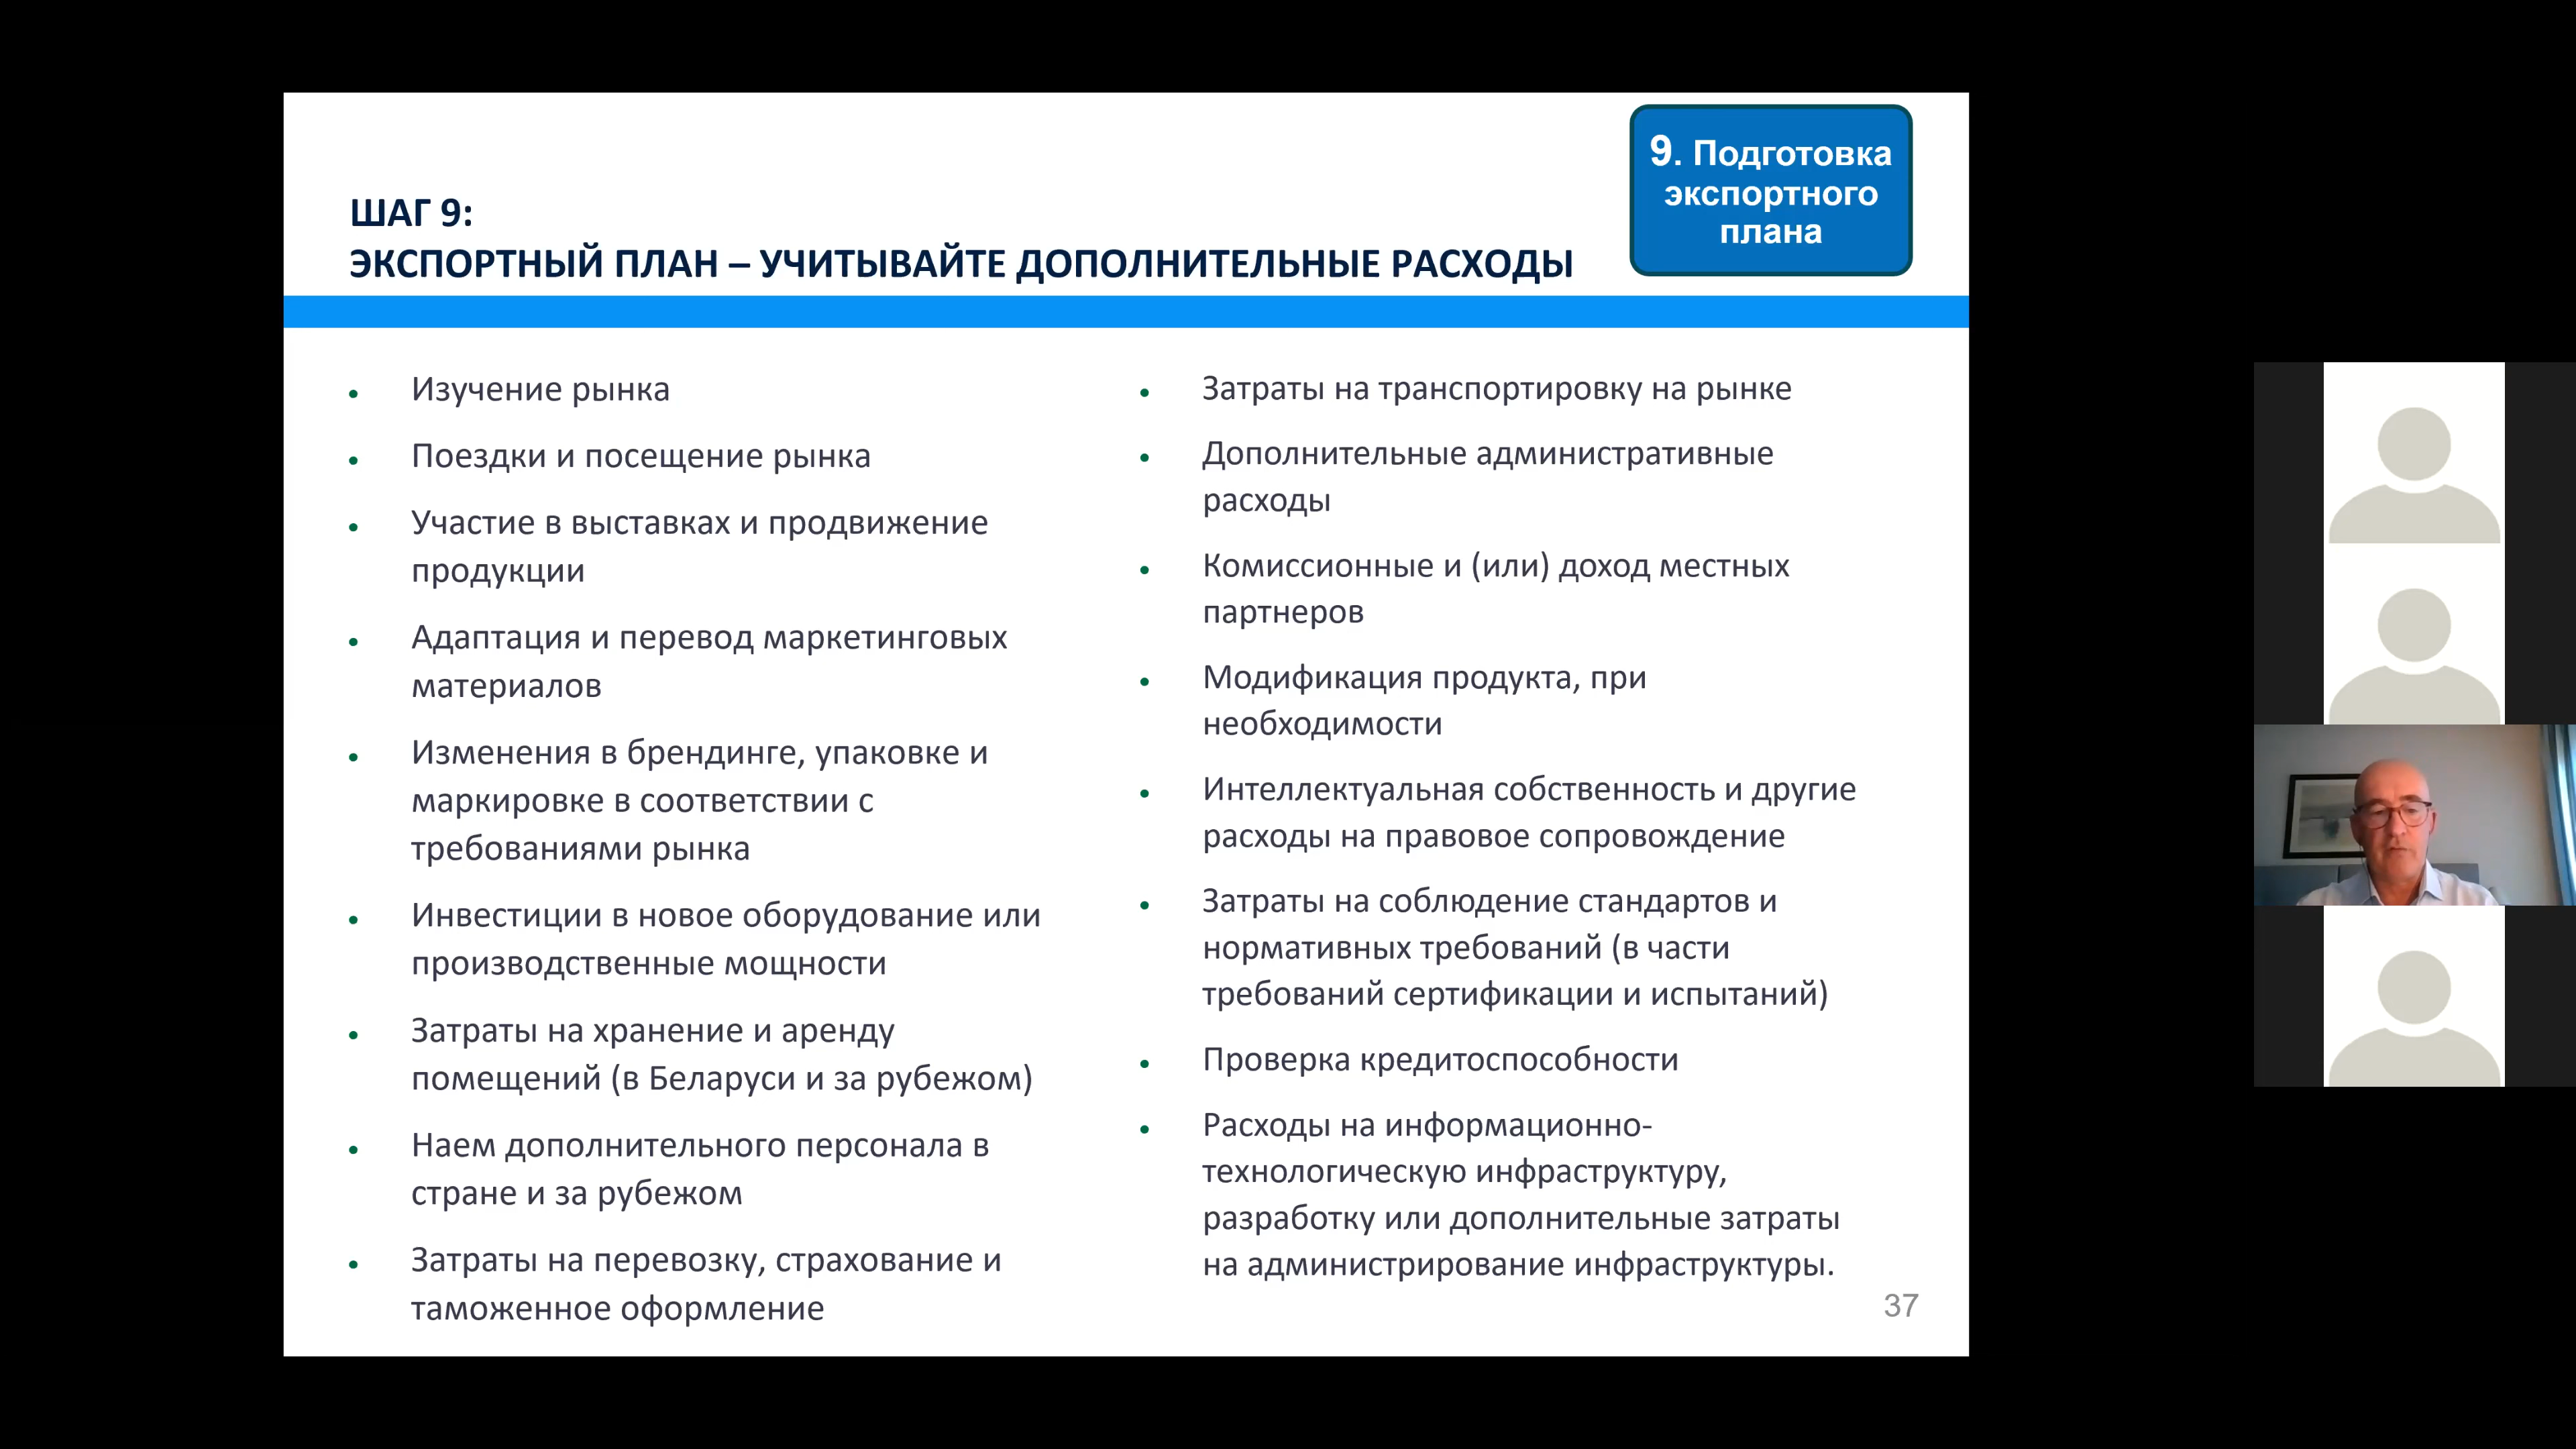 9. Подготовка
экспортного
плана
ШАГ 9:
ЭКСПОРТНЫЙ ПЛАН – УЧИТЫВАЙТЕ ДОПОЛНИТЕЛЬНЫЕ РАСХОДЫ
• Изучение рынка
• Поездки и посещение рынка
• Участие в выставках и продвижение
продукции
• Адаптация и перевод маркетинговых
материалов
• Изменения в брендинге, упаковке и
маркировке в соответствии с
требованиями рынка
• Инвестиции в новое оборудование или
производственные мощности
• Затраты на хранение и аренду
помещений (в Беларуси и за рубежом)
• Наем дополнительного персонала в
стране и за рубежом
• Затраты на перевозку, страхование и
таможенное оформление
• Затраты на транспортировку на рынке
• Дополнительные административные
расходы
• Комиссионные и (или) доход местных
партнеров
• Модификация продукта, при
необходимости
• Интеллектуальная собственность и другие
расходы на правовое сопровождение
• Затраты на соблюдение стандартов и
нормативных требований (в части
требований сертификации и испытаний)
• Проверка кредитоспособности
• Расходы на информационно-
технологическую инфраструктуру,
разработку или дополнительные затраты
на администрирование инфраструктуры.
37